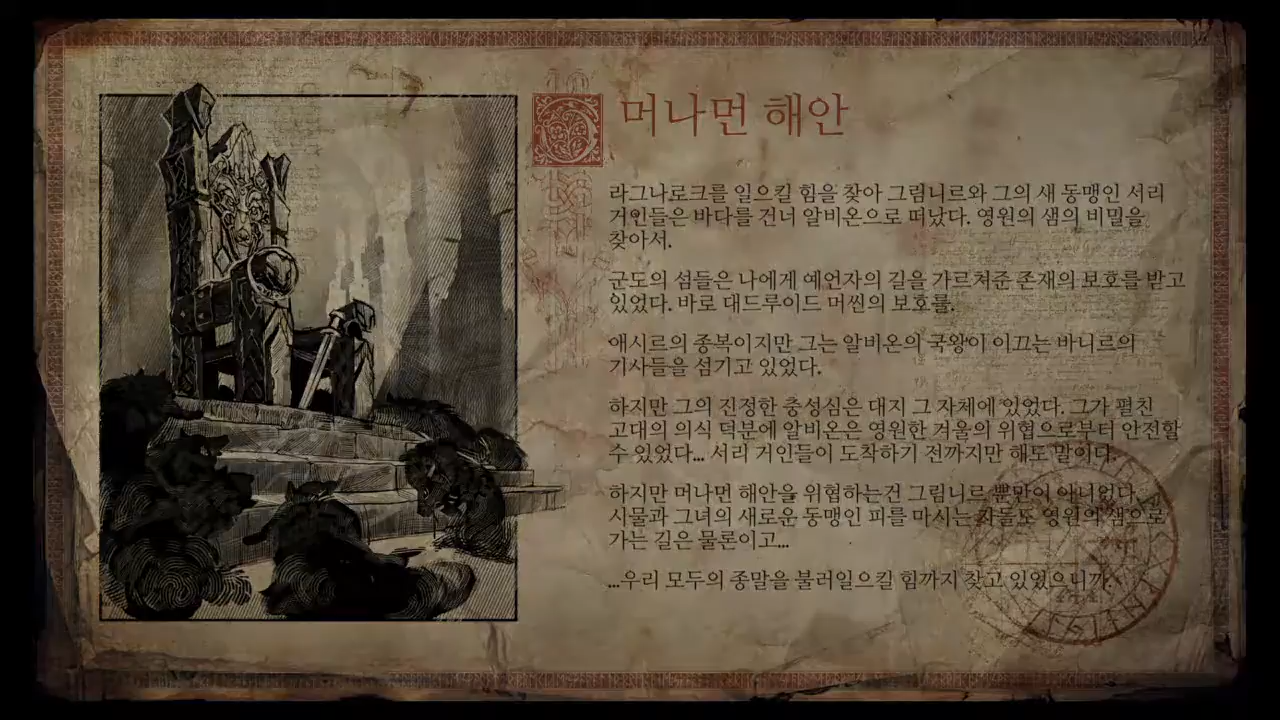 머나먼 해안
라그나로크를 일으킬 힘을 찾아 그림니르와 그의 새 동맹인 서리
거인들은 바다를 건너 알비온으로 떠났다. 영원의 샘의 비밀을
찾아서.
군도의 섬들은 나에게 예언자의 길을 가르쳐준 존재의 보호를 받고
있었다. 바로 대드루이드 머씬의 보호를.
애시르의 종복이지만 그는 알비온의 국왕이 이끄는 바니르의
기사들을 섬기고 있었다.
하지만 그의 진정한 충성심은 대지 그 자체에 있었다. 그가 펼친
고대의 의식 덕분에 알비온은 영원한 겨울의 위협으로부터 안전할
수 있었다... 서리 거인들이 도착하기 전까지만 해도 말이다.
하지만 머나먼 해안을 위협하는건 그림니르 뿐만이 아니었다.
시물과 그녀의 새로운 동맹인 피를 마시는 자들도 영원의 샘으로
가는 길은 물론이고...
...우리 모두의 종말을 불러일으킬 힘까지 찾고 있었으니까.